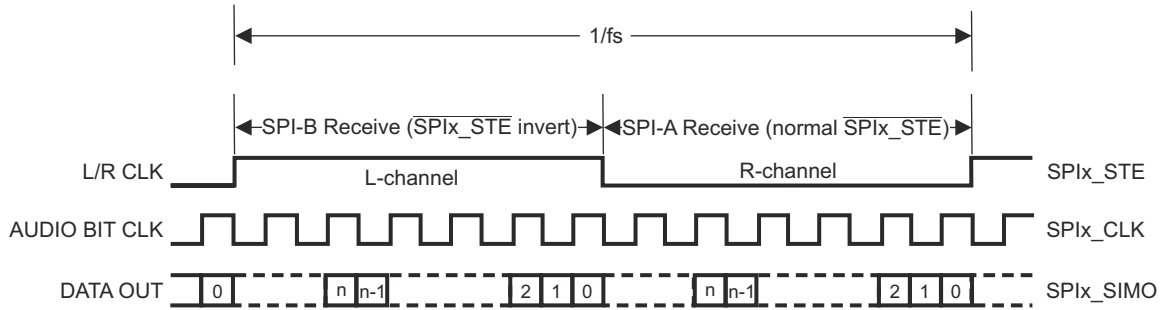 1/fs
SPI-B Receive (SPIx_STE invert) SPI-A Receive (normal SPIx_STE)
L/R CLK L-channel R-channel SPIx_STE
AUDIO BIT CLK SPIx_CLK
DATA OUT 0 n n-1 2 1 0 n n-1 2 1 0 SPIx_SIMO